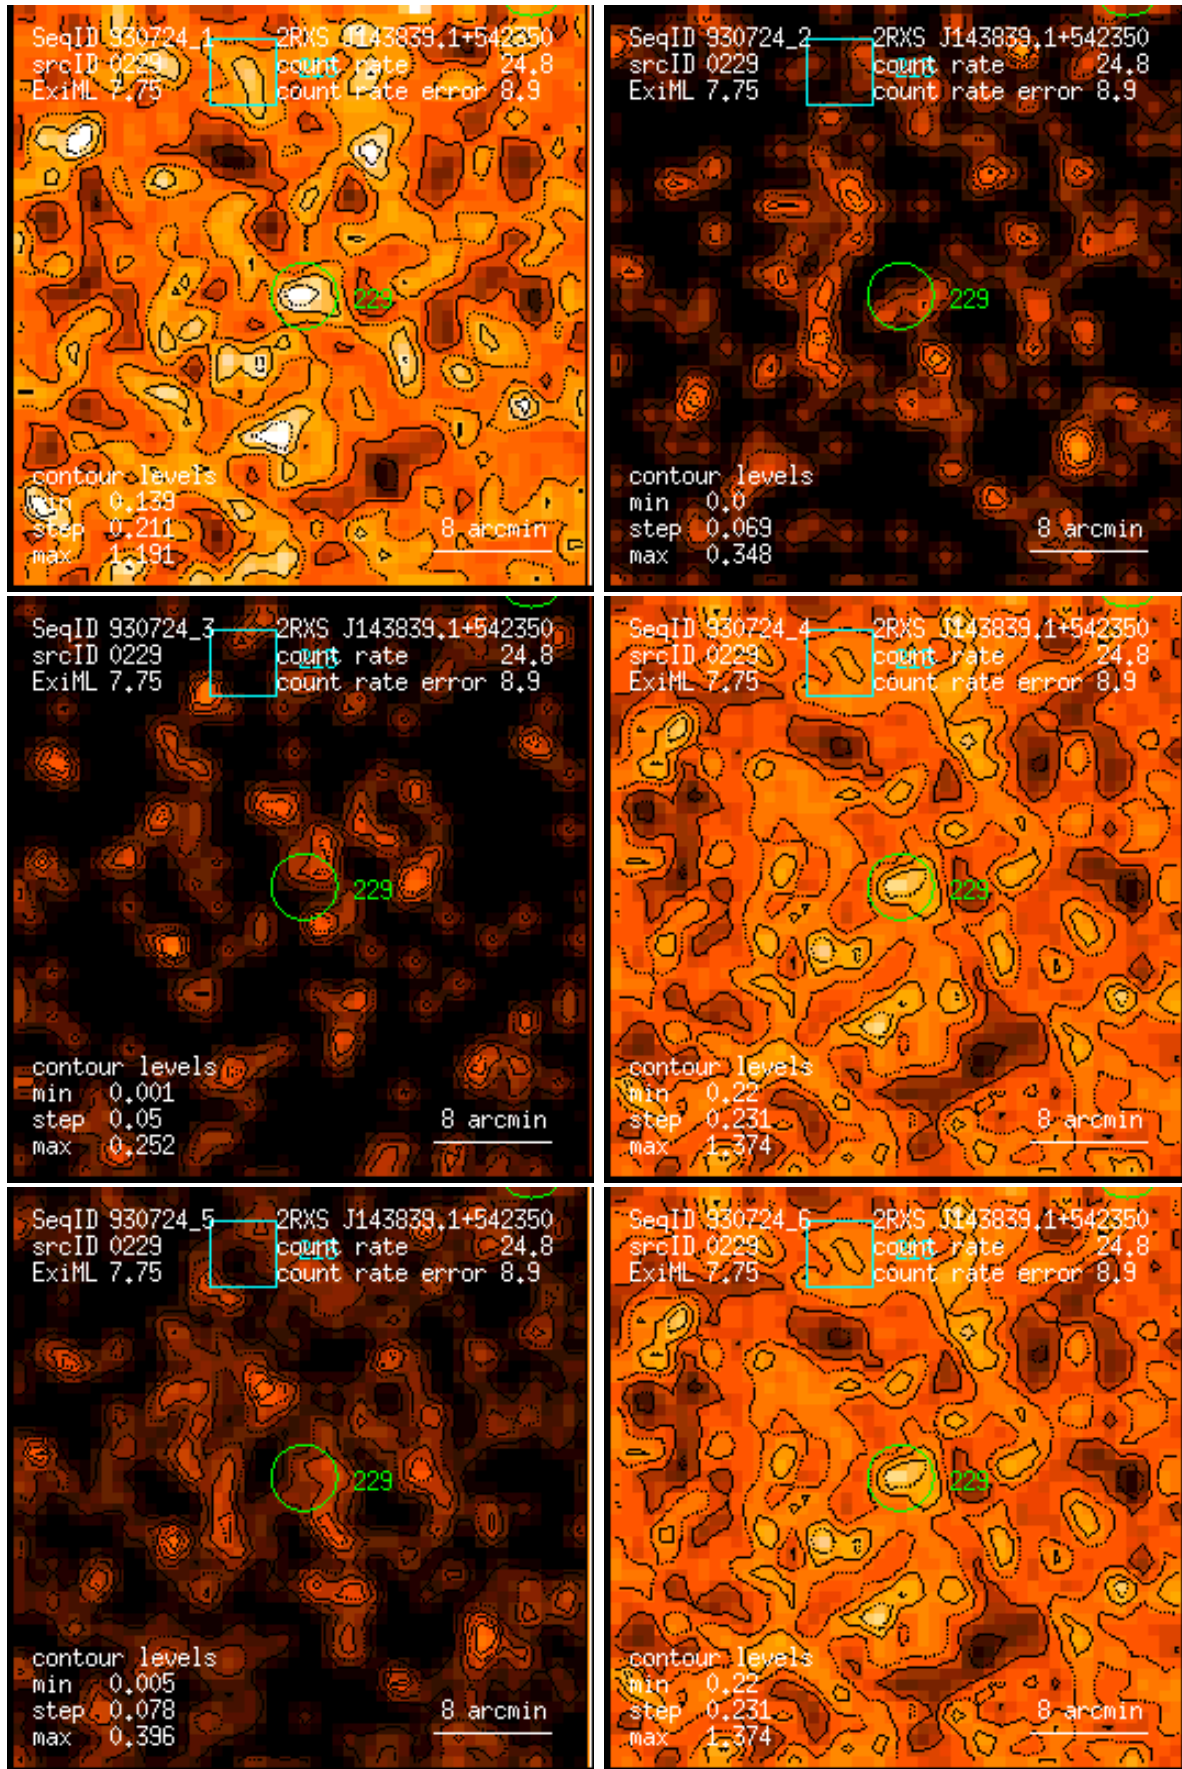 SeqID 930724_1 2RXS J143839.1+542350
srcID 0229 count rate 24.8
ExiML 7.75 count rate error 8.9
229
contour levels
min 0.139
step 0.211 8 arcmin
max 1.191
SeqID 930724_2 2RXS J143839.1+542350
srcID 0229 count rate 24.8
ExiML 7.75 count rate error 8.9
229
contour levels
min 0.0
step 0.069 8 arcmin
max 0.348
SeqID 930724_3 2RXS J143839.1+542350
srcID 0229 count rate 24.8
ExiML 7.75 count rate error 8.9
229
contour levels
min 0.001
step 0.05 8 arcmin
max 0.252
SeqID 930724_4 2RXS J143839.1+542350
srcID 0229 count rate 24.8
ExiML 7.75 count rate error 8.9
229
contour levels
min 0.22
step 0.231 8 arcmin
max 1.374
SeqID 930724_5 2RXS J143839.1+542350
srcID 0229 count rate 24.8
ExiML 7.75 count rate error 8.9
229
contour levels
min 0.005
step 0.078 8 arcmin
max 0.396
SeqID 930724_6 2RXS J143839.1+542350
srcID 0229 count rate 24.8
ExiML 7.75 count rate error 8.9
229
contour levels
min 0.22
step 0.231 8 arcmin
max 1.374